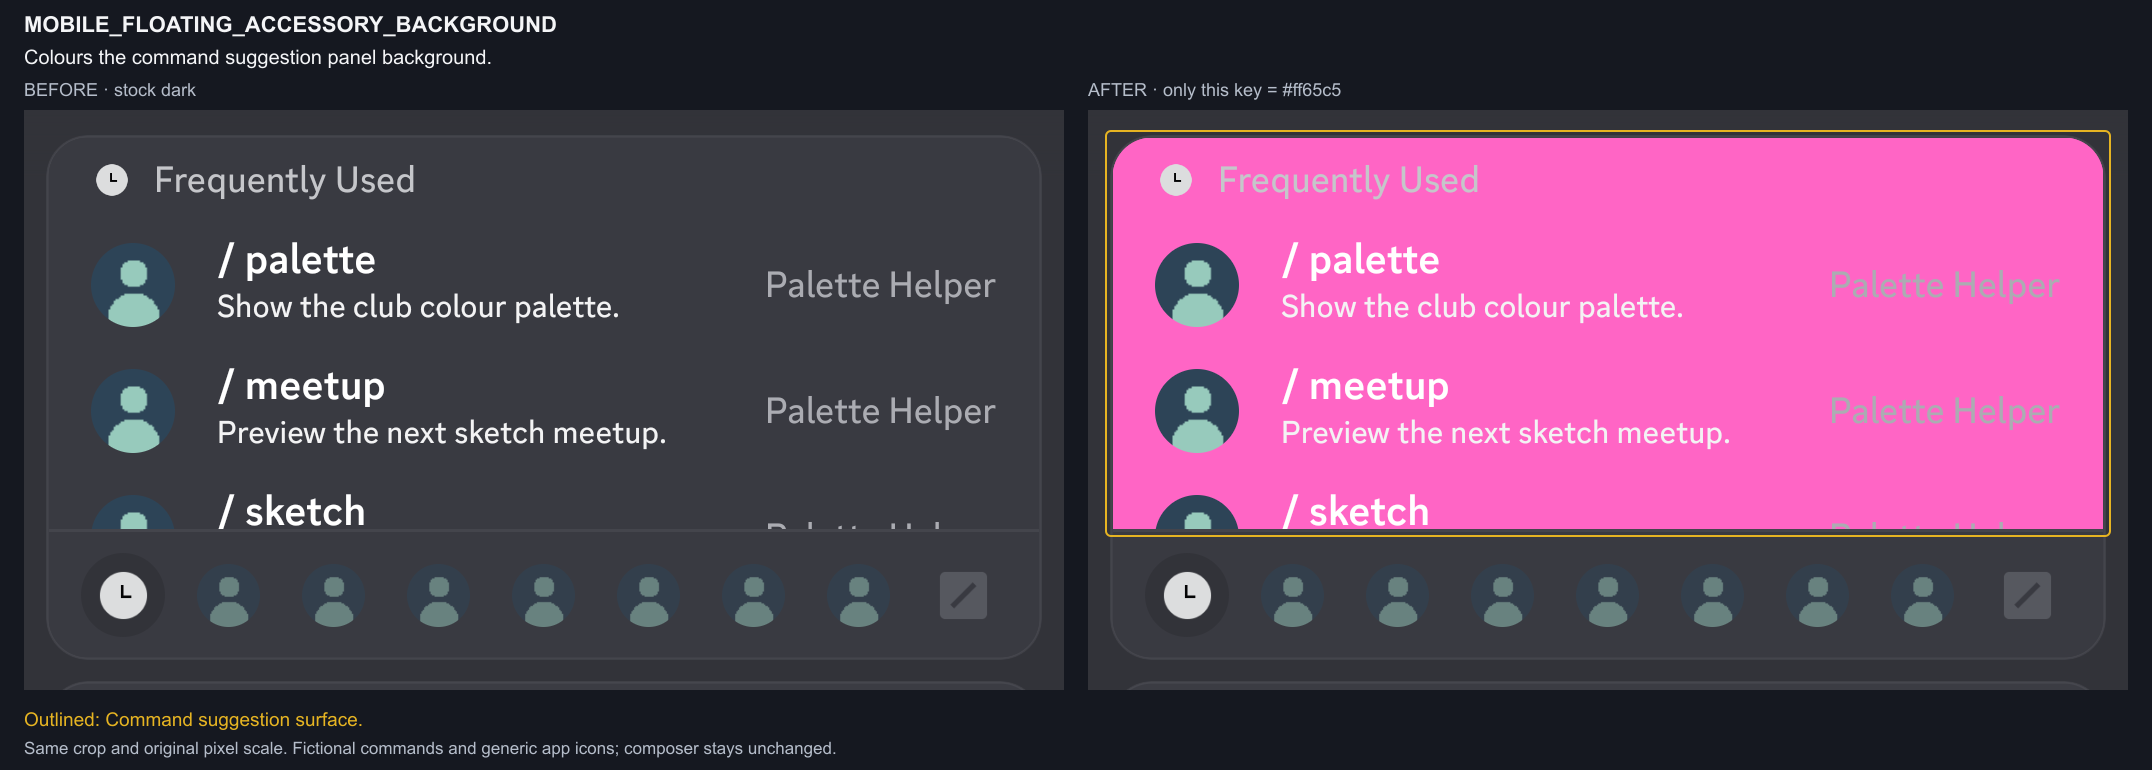 MOBILE_FLOATING_ACCESSORY_BACKGROUND
Colours the command suggestion panel background.
BEFORE · stock dark
Frequently Used
/ palette
Show the club colour palette.
Palette Helper
/ meetup
Preview the next sketch meetup.
Palette Helper
/ sketch
AFTER · only this key = #ff65c5
Frequently Used
/ palette
Show the club colour palette.
Palette Helper
/ meetup
Preview the next sketch meetup.
Palette Helper
/ sketch
Outlined: Command suggestion surface.
Same crop and original pixel scale. Fictional commands and generic app icons; composer stays unchanged.